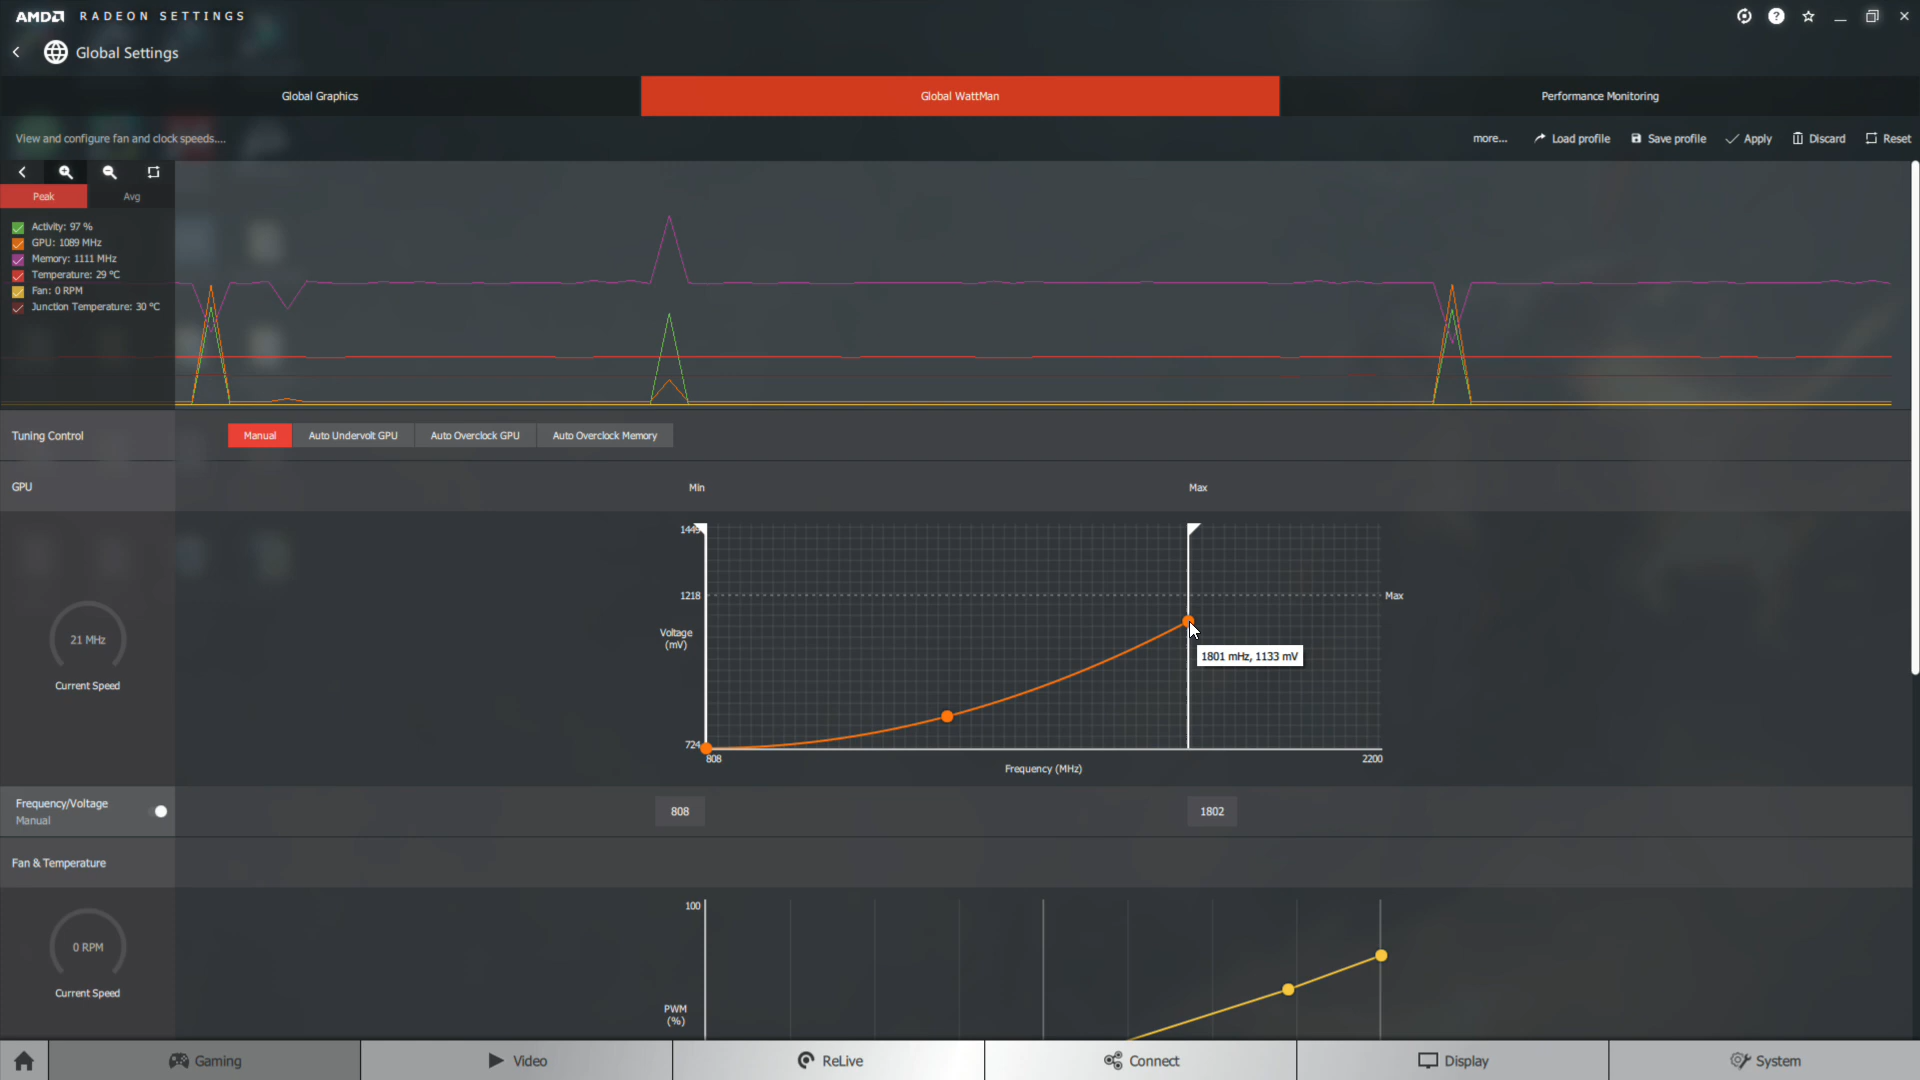 AMD RADEON SETTINGS
Global Settings
Global Graphics
Global WattMan
Performance Monitoring
View and configure fan and clock speeds....
more...
Load profile
Save profile
Apply
Discard
Reset
Peak
Avg
Activity: 97 %
GPU: 1089 MHz
Memory: 1111 MHz
Temperature: 29 °C
Fan: 0 RPM
Junction Temperature: 30 °C
Tuning Control
Manual
Auto Undervolt GPU
Auto Overclock GPU
Auto Overclock Memory
GPU
Min
Max
1449
1218
Max
Voltage
(mV)
1801 mHz, 1133 mV
21 MHz
Current Speed
724
808
2200
Frequency (MHz)
Frequency/Voltage
Manual
808
1802
Fan & Temperature
100
0 RPM
Current Speed
PWM
(%)
Gaming
Video
ReLive
Connect
Display
System